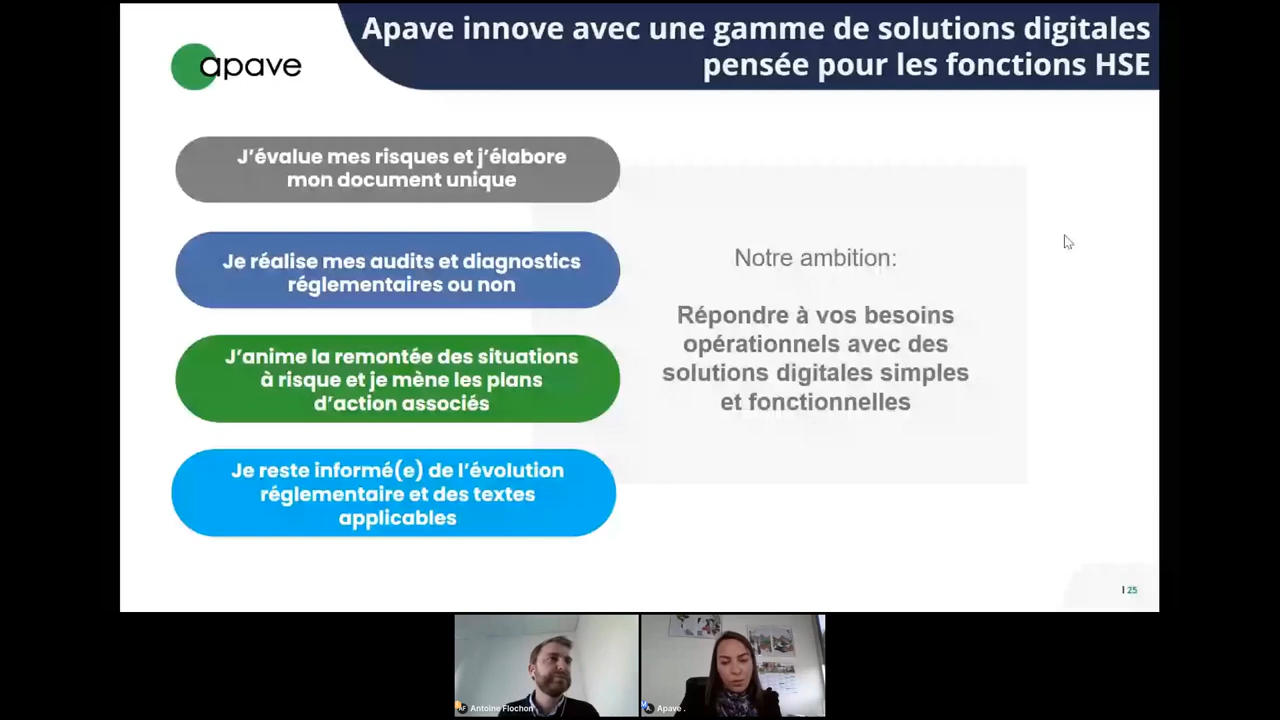 Apave innove avec une gamme de solutions digitales
pensée pour les fonctions HSE
apave
J'évalue mes risques et j'élabore
mon document unique
Je réalise mes audits et diagnostics
réglementaires ou non
J'anime la remontée des situations
à risque et je mène les plans
d'action associés
Je reste informé(e) de l'évolution
réglementaire et des textes
applicables
Notre ambition:
Répondre à vos besoins
opérationnels avec des
solutions digitales simples
et fonctionnelles
| 25
AF Antoine Flochon
A. Apave .